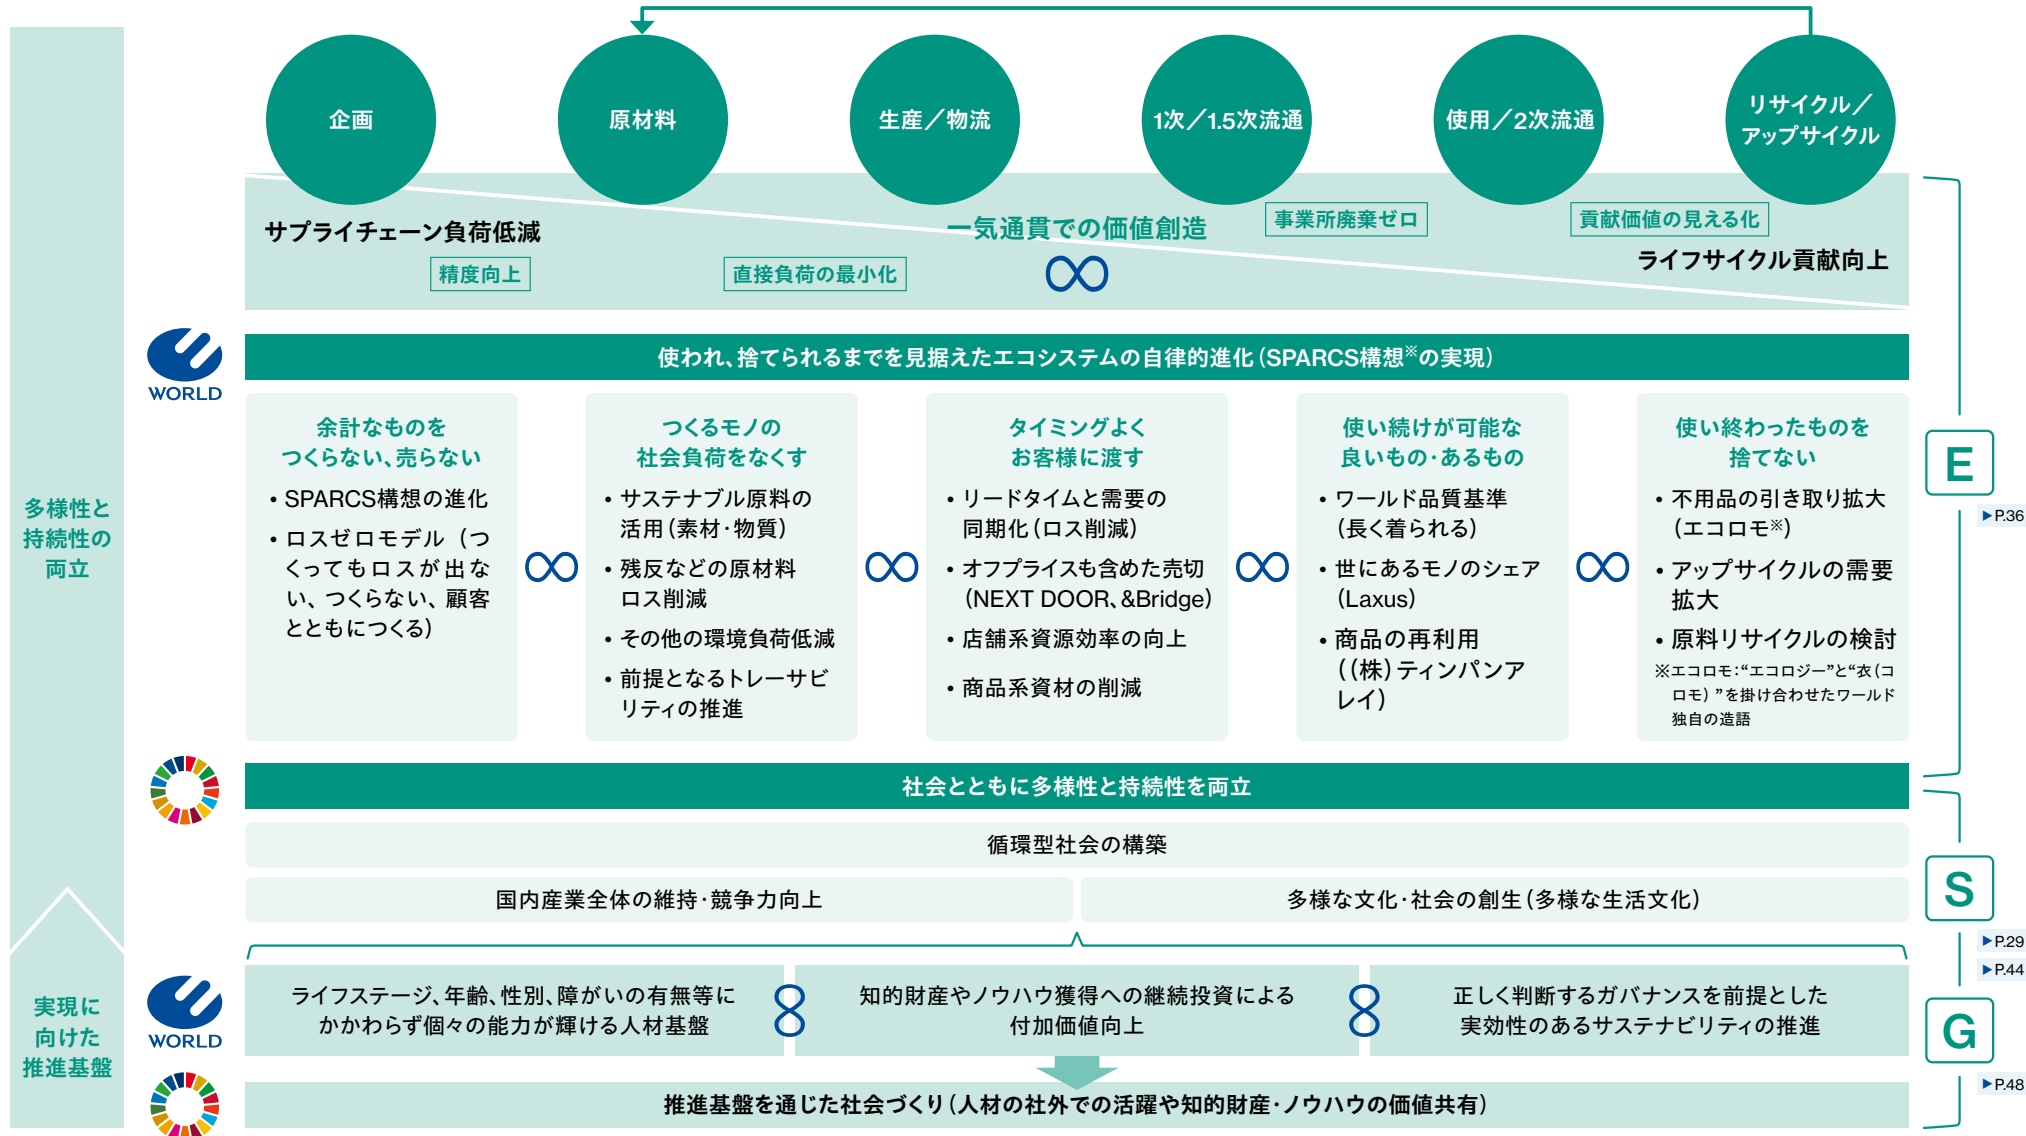 企画
原材料
生産／物流
1次／1.5次流通
使用／2次流通
リサイクル／
アップサイクル
サプライチェーン負荷低減
一気通貫での価値創造
事業所廃棄ゼロ
貢献価値の見える化
ライフサイクル貢献向上
精度向上
直接負荷の最小化
WORLD
使われ、捨てられるまでを見据えたエコシステムの自律的進化（SPARCS構想※の実現）
余計なものを
つくらない、売らない
• SPARCS構想の進化
• ロスゼロモデル（つ
くってもロスが出な
い、つくらない、顧客
とともにつくる）
つくるモノの
社会負荷をなくす
• サステナブル原料の
活用（素材・物質）
• 残反などの原材料
ロス削減
• その他の環境負荷低減
• 前提となるトレーサビ
リティの推進
タイミングよく
お客様に渡す
• リードタイムと需要の
同期化（ロス削減）
• オフプライスも含めた売切
（NEXT DOOR、&Bridge）
• 店舗系資源効率の向上
• 商品系資材の削減
使い続けが可能な
良いもの・あるもの
• ワールド品質基準
（長く着られる）
• 世にあるモノのシェア
（Laxus）
• 商品の再利用
（（株）ティンパンア
レイ）
使い終わったものを
捨てない
• 不用品の引き取り拡大
（エコロモ※）
• アップサイクルの需要
拡大
• 原料リサイクルの検討
※エコロモ：“エコロジー”と“衣（コ
ロモ）”を掛け合わせたワールド
独自の造語
多様性と
持続性の
両立
E
▶P.36
社会とともに多様性と持続性を両立
循環型社会の構築
国内産業全体の維持・競争力向上
多様な文化・社会の創生（多様な生活文化）
S
▶P.29
▶P.44
実現に
向けた
推進基盤
WORLD
ライフステージ、年齢、性別、障がいの有無等に
かかわらず個々の能力が輝ける人材基盤
知的財産やノウハウ獲得への継続投資による
付加価値向上
正しく判断するガバナンスを前提とした
実効性のあるサステナビリティの推進
G
▶P.48
推進基盤を通じた社会づくり（人材の社外での活躍や知的財産・ノウハウの価値共有）